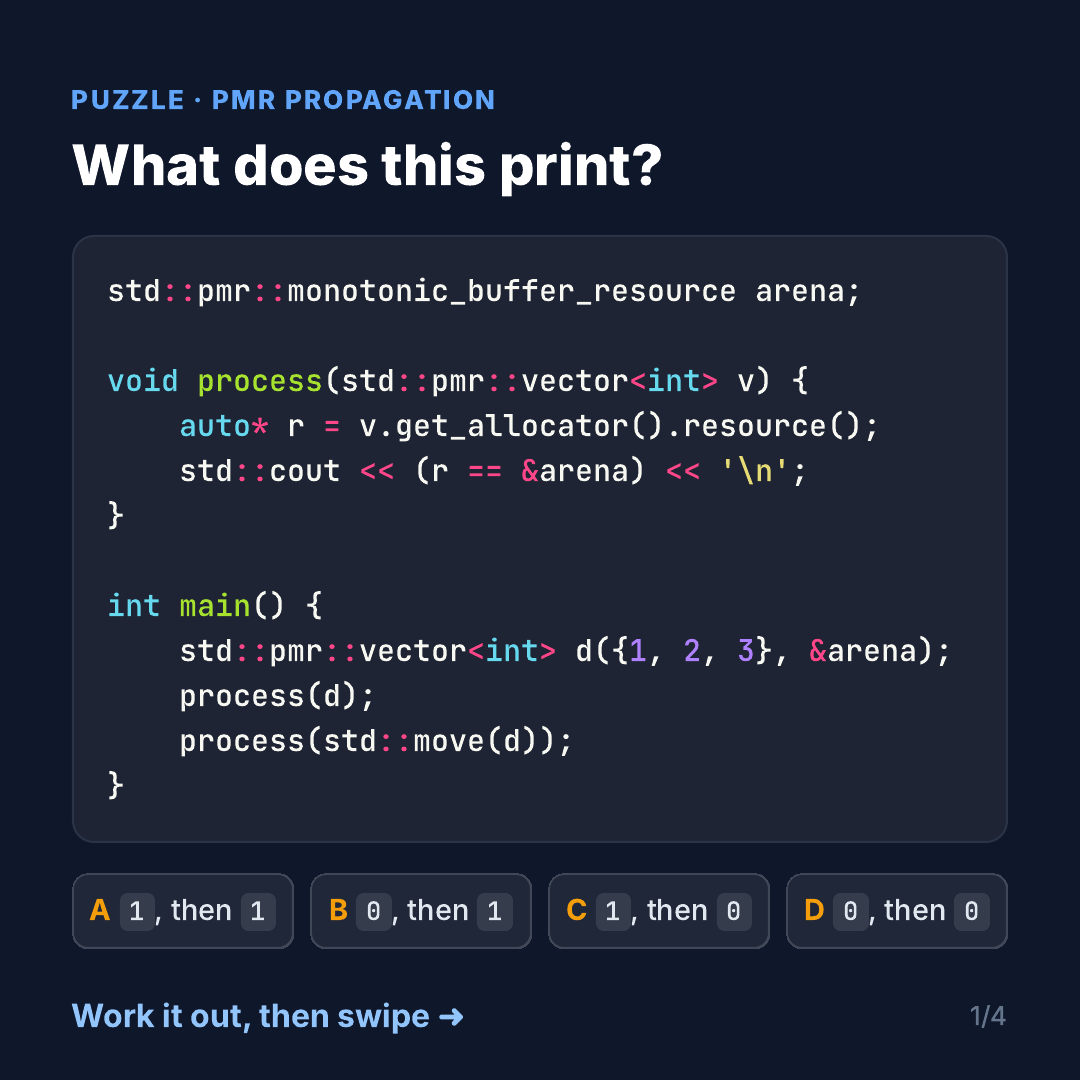 PUZZLE · PMR PROPAGATION
What does this print?
std::pmr::monotonic_buffer_resource arena;
void process(std::pmr::vector<int> v) {
    auto* r = v.get_allocator().resource();
    std::cout << (r == &arena) << '\n';
}
int main() {
    std::pmr::vector<int> d({1, 2, 3}, &arena);
    process(d);
    process(std::move(d));
}
A 1, then 1 B 0, then 1 C 1, then 0 D 0, then 0
Work it out, then swipe ➜ 1/4